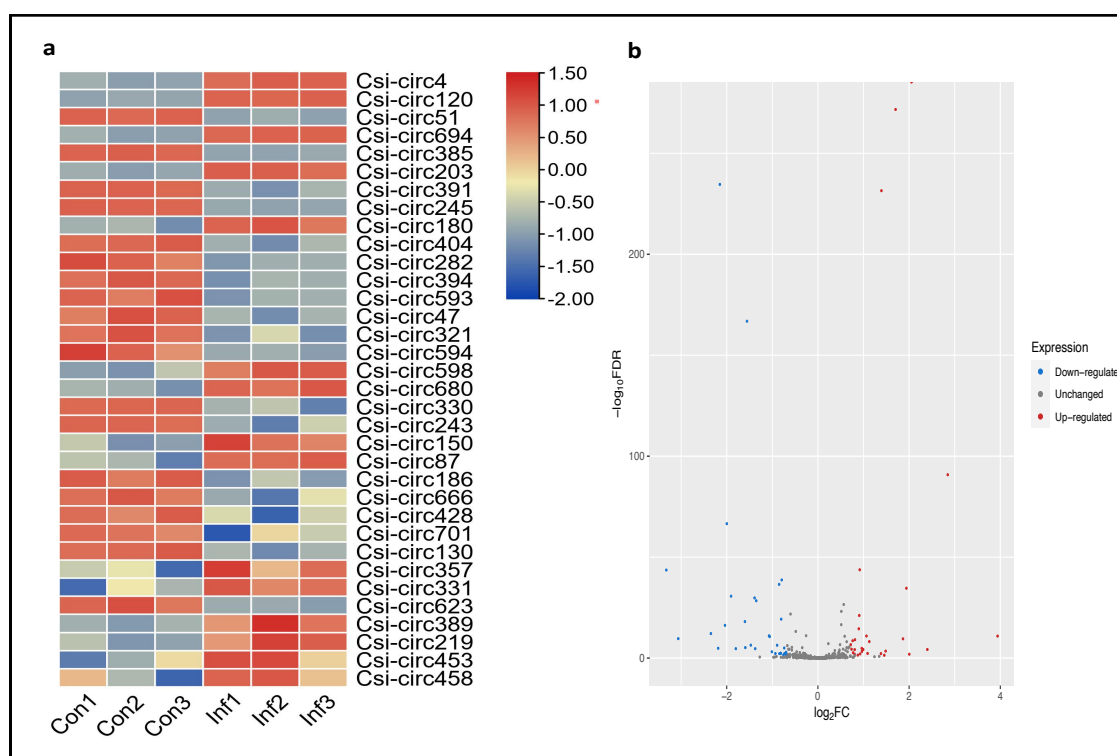 a
Csi-circ4
Csi-circ120
Csi-circ51
Csi-circ694
Csi-circ385
Csi-circ203
Csi-circ391
Csi-circ245
Csi-circ180
Csi-circ404
Csi-circ282
Csi-circ394
Csi-circ593
Csi-circ47
Csi-circ321
Csi-circ594
Csi-circ598
Csi-circ680
Csi-circ330
Csi-circ243
Csi-circ150
Csi-circ87
Csi-circ186
Csi-circ666
Csi-circ428
Csi-circ701
Csi-circ130
Csi-circ357
Csi-circ331
Csi-circ623
Csi-circ389
Csi-circ219
Csi-circ453
Csi-circ458
Con1 Con2 Con3 Inf1 Inf2 Inf3
1.50
1.00
0.50
0.00
-0.50
-1.00
-1.50
-2.00
b
−log₁₀FDR
200
100
0
−2 0 2 4
log₂FC
Expression
Down−regulate
Unchanged
Up−regulated